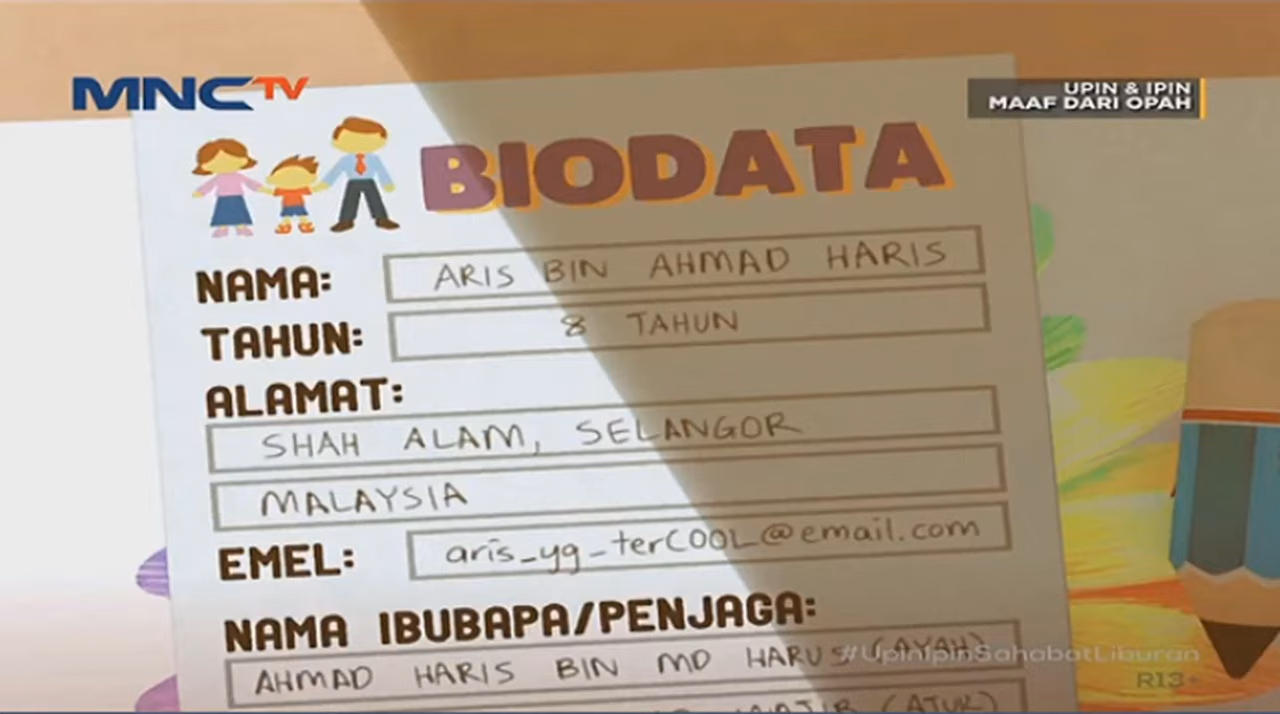 MNCTV
UPIN & IPIN
MAAF DARI OPAH
BIODATA
NAMA: ARIS BIN AHMAD HARIS
TAHUN: 8 TAHUN
ALAMAT:
SHAH ALAM, SELANGOR
MALAYSIA
EMEL: aris_yg_terCOOL@email.com
NAMA IBUBAPA/PENJAGA:
AHMAD HARIS BIN MD HARUS (AYAH)
#UpinIpinSahabatLiburan
R13+
(ATUK)